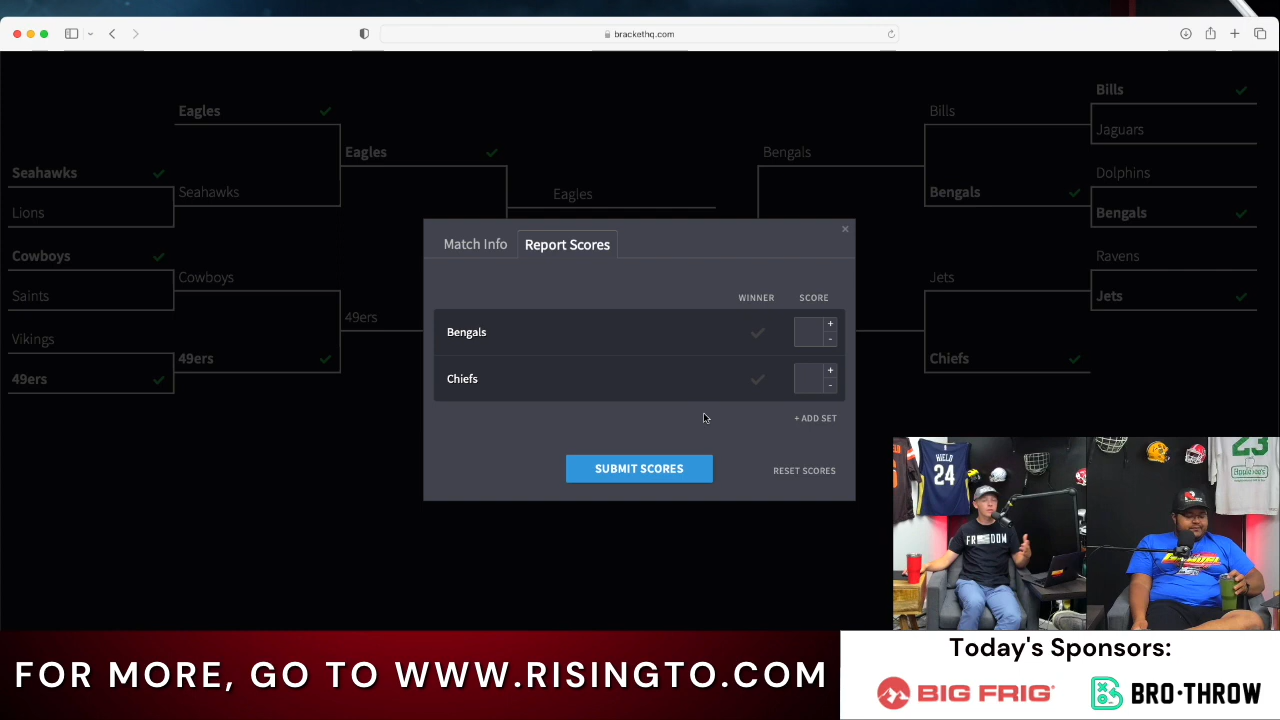 brackethq.com
Eagles
Seahawks
Lions
Seahawks
Eagles
Cowboys
Saints
Cowboys
Vikings
49ers
49ers
49ers
Eagles
Bengals
Bills
Bengals
Bills
Jaguars
Dolphins
Bengals
Jets
Chiefs
Ravens
Jets
Match Info
Report Scores
×
WINNER
SCORE
Bengals
+
-
Chiefs
+
-
+ ADD SET
SUBMIT SCORES
RESET SCORES
HIELD
24
FREEDOM
23
FOR MORE, GO TO WWW.RISINGTO.COM
Today's Sponsors:
BIG FRIG
BRO•THROW